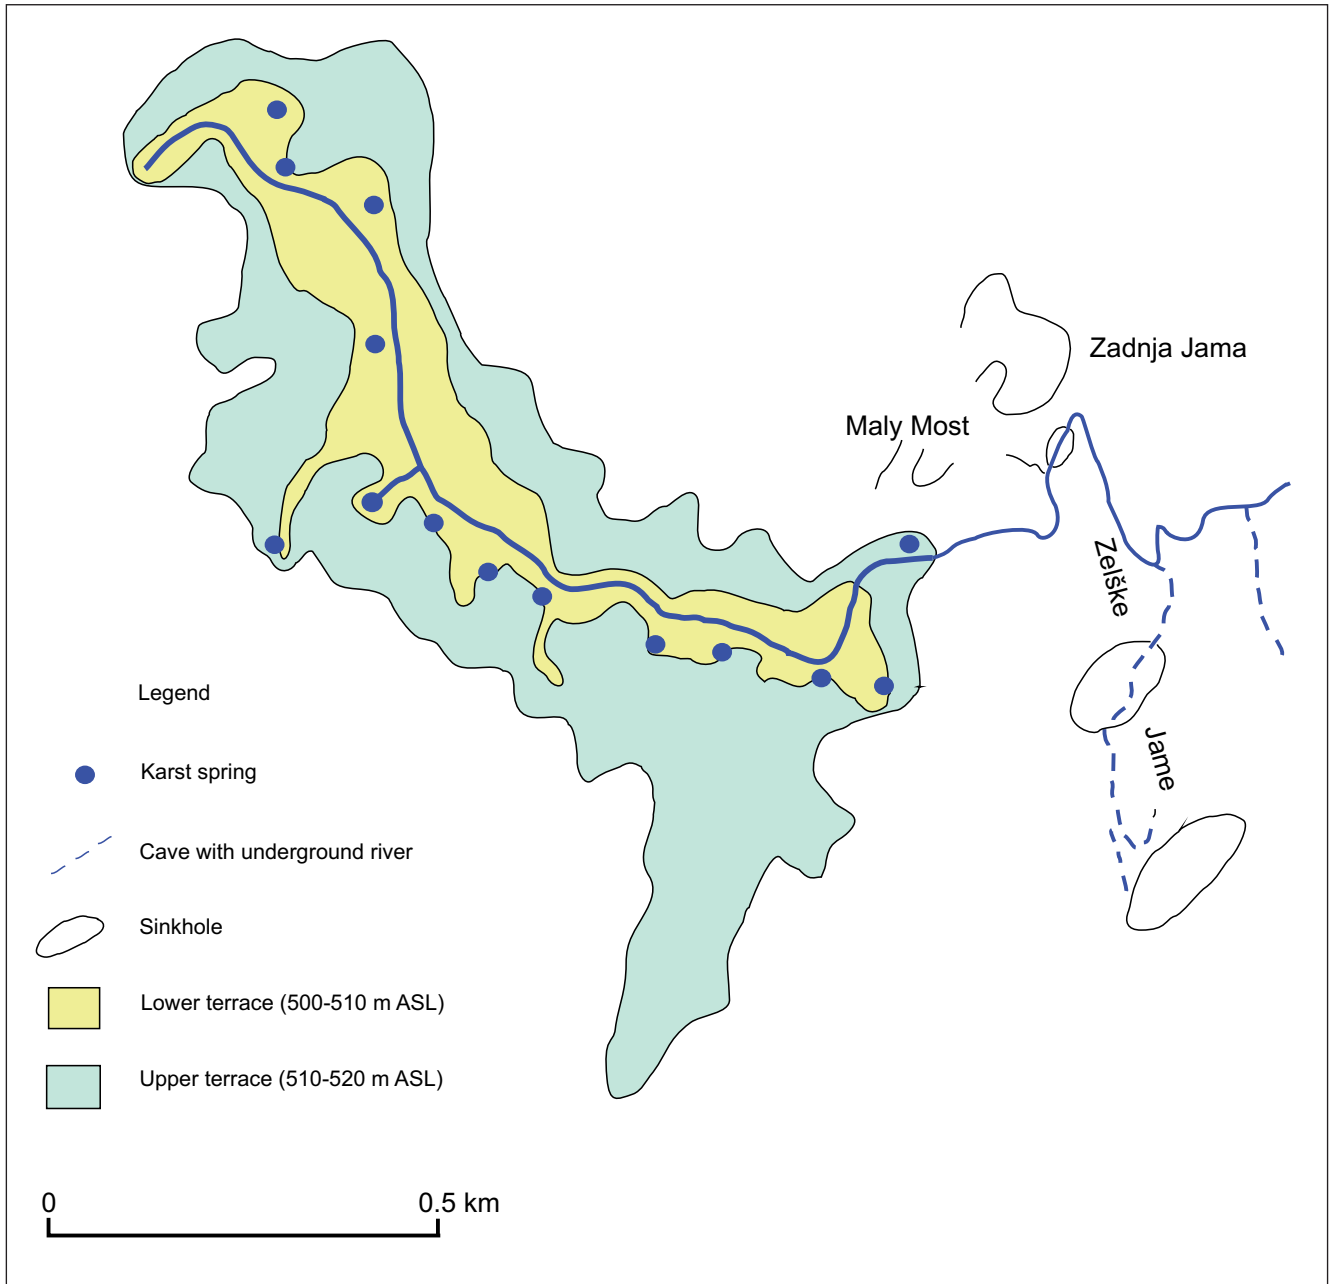 Zadnja Jama
Maly Most
Zelške
Jame
Legend
Karst spring
Cave with underground river
Sinkhole
Lower terrace (500-510 m ASL)
Upper terrace (510-520 m ASL)
0 0.5 km